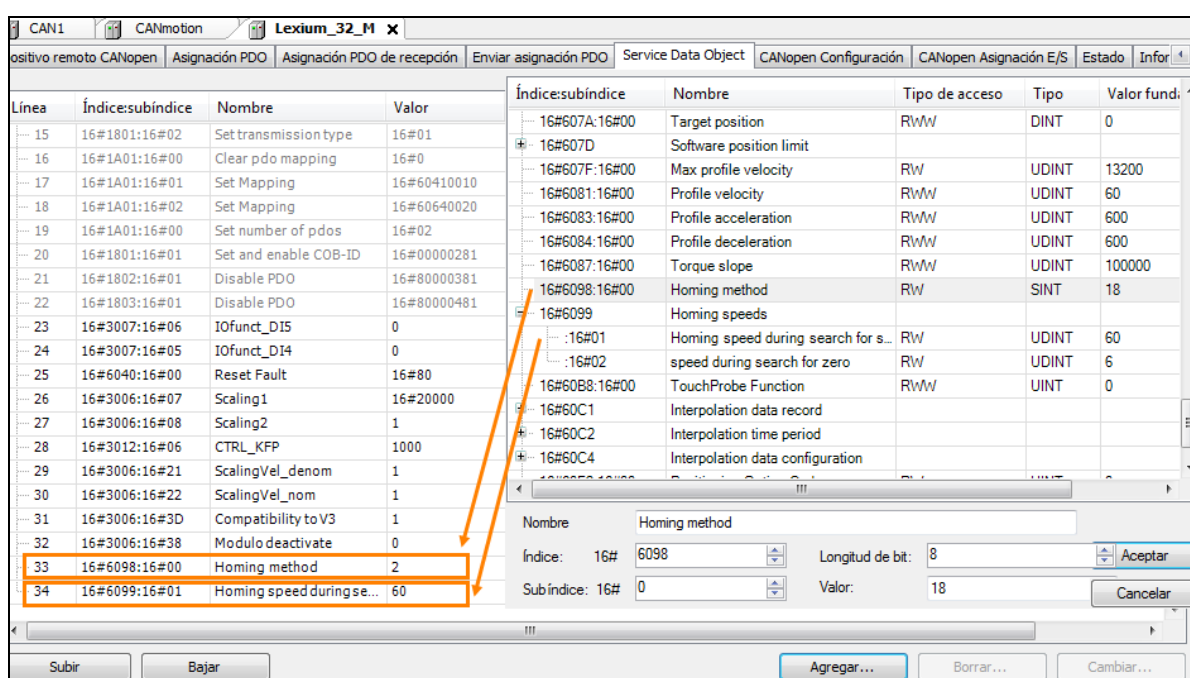 CAN1 CANmotion Lexium_32_M x
ositivo remoto CANopen Asignación PDO Asignación PDO de recepción Enviar asignación PDO Service Data Object CANopen Configuración CANopen Asignación E/S Estado Infor
Línea Índice:subíndice Nombre Valor
15 16#1801:16#02 Set transmission type 16#01
16 16#1A01:16#00 Clear pdo mapping 16#0
17 16#1A01:16#01 Set Mapping 16#60410010
18 16#1A01:16#02 Set Mapping 16#60640020
19 16#1A01:16#00 Set number of pdos 16#02
20 16#1801:16#01 Set and enable COB-ID 16#00000281
21 16#1802:16#01 Disable PDO 16#80000381
22 16#1803:16#01 Disable PDO 16#80000481
23 16#3007:16#06 IOfunct_DI5 0
24 16#3007:16#05 IOfunct_DI4 0
25 16#6040:16#00 Reset Fault 16#80
26 16#3006:16#07 Scaling1 16#20000
27 16#3006:16#08 Scaling2 1
28 16#3012:16#06 CTRL_KFP 1000
29 16#3006:16#21 ScalingVel_denom 1
30 16#3006:16#22 ScalingVel_nom 1
31 16#3006:16#3D Compatibility to V3 1
32 16#3006:16#38 Modulo deactivate 0
33 16#6098:16#00 Homing method 2
34 16#6099:16#01 Homing speed during se... 60
Índice:subíndice Nombre Tipo de acceso Tipo Valor funda
16#607A:16#00 Target position RWW DINT 0
16#607D Software position limit
16#607F:16#00 Max profile velocity RW UDINT 13200
16#6081:16#00 Profile velocity RWW UDINT 60
16#6083:16#00 Profile acceleration RWW UDINT 600
16#6084:16#00 Profile deceleration RWW UDINT 600
16#6087:16#00 Torque slope RWW UDINT 100000
16#6098:16#00 Homing method RW SINT 18
16#6099 Homing speeds
:16#01 Homing speed during search for s... RW UDINT 60
:16#02 speed during search for zero RW UDINT 6
16#60B8:16#00 TouchProbe Function RWW UINT 0
16#60C1 Interpolation data record
16#60C2 Interpolation time period
16#60C4 Interpolation data configuration
Nombre Homing method
Índice: 16# 6098 Longitud de bit: 8 Aceptar
Subíndice: 16# 0 Valor: 18 Cancelar
Subir Bajar Agregar... Borrar... Cambiar...